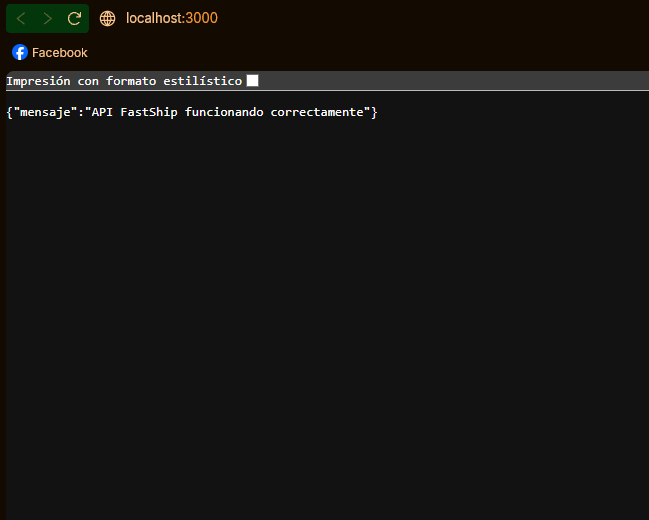 localhost:3000
Facebook
Impresión con formato estilístico
{"mensaje":"API FastShip funcionando correctamente"}